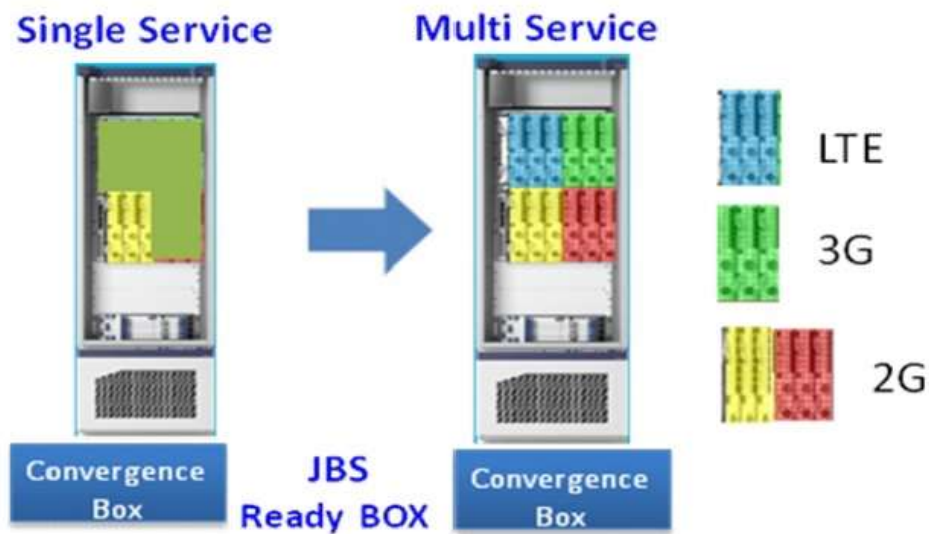 Single Service
Multi Service
LTE
3G
2G
Convergence
Box
JBS
Ready BOX
Convergence
Box